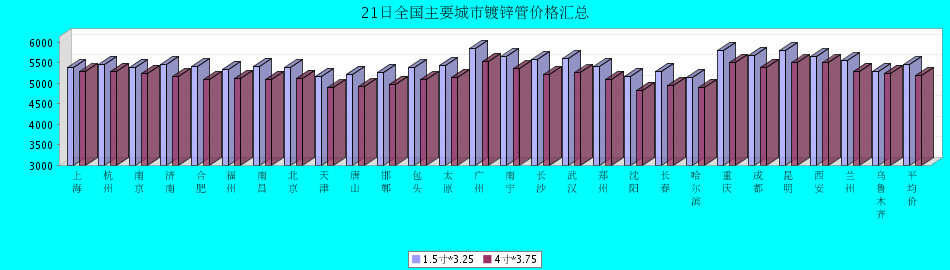 21日全国主要城市镀锌管价格汇总
6000
5500
5000
4500
4000
3500
3000
上海 杭州 南京 济南 合肥 福州 南昌 北京 天津 唐山 邯郸 包头 太原 广州 南宁 长沙 武汉 郑州 沈阳 长春 哈尔滨 重庆 成都 昆明 西安 兰州 乌鲁木齐 平均价
1.5寸*3.25 4寸*3.75